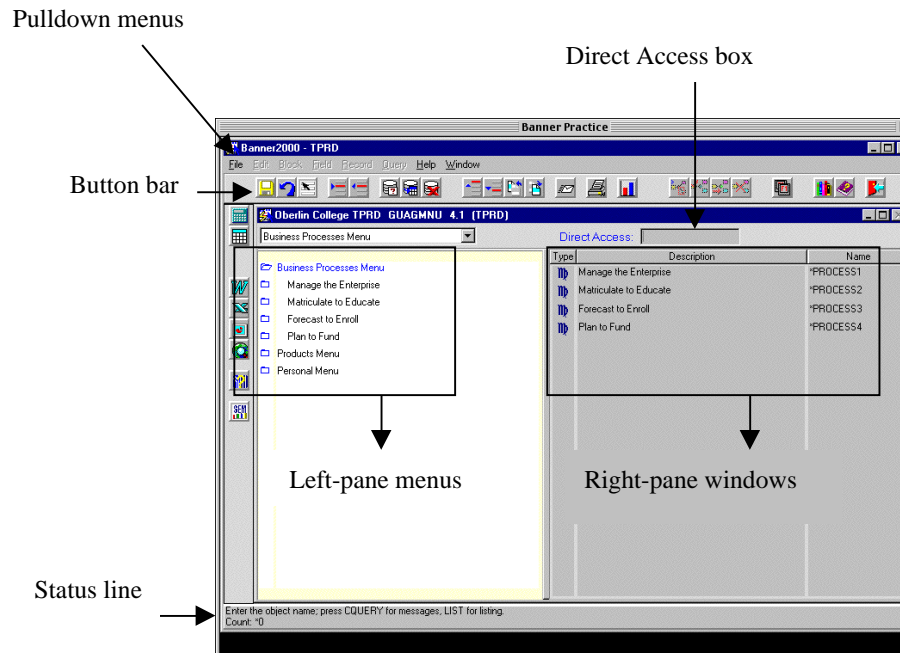 Pulldown menus
Direct Access box
Banner Practice
Banner2000 - TPRD
File Edit Block Field Record Query Help Window
Button bar
Oberlin College TPRD GUAGMNU 4.1 (TPRD)
Business Processes Menu
Direct Access:
Type Description Name
Business Processes Menu
Manage the Enterprise
Matriculate to Educate
Forecast to Enroll
Plan to Fund
Products Menu
Personal Menu
Manage the Enterprise *PROCESS1
Matriculate to Educate *PROCESS2
Forecast to Enroll *PROCESS3
Plan to Fund *PROCESS4
Left-pane menus
Right-pane windows
Status line
Enter the object name; press CQUERY for messages, LIST for listing.
Count: *0